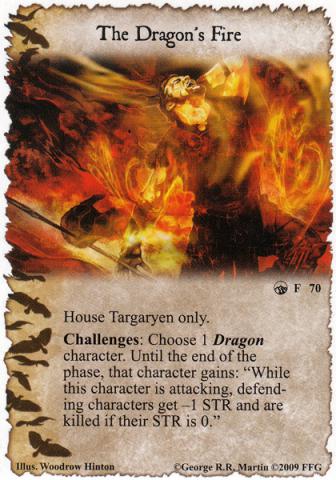 The Dragon's Fire
F 70
House Targaryen only.
Challenges: Choose 1 Dragon
character. Until the end of the
phase, that character gains: “While
this character is attacking, defend-
ing characters get –1 STR and are
killed if their STR is 0.”
Illus. Woodrow Hinton ©George R.R. Martin ©2009 FFG